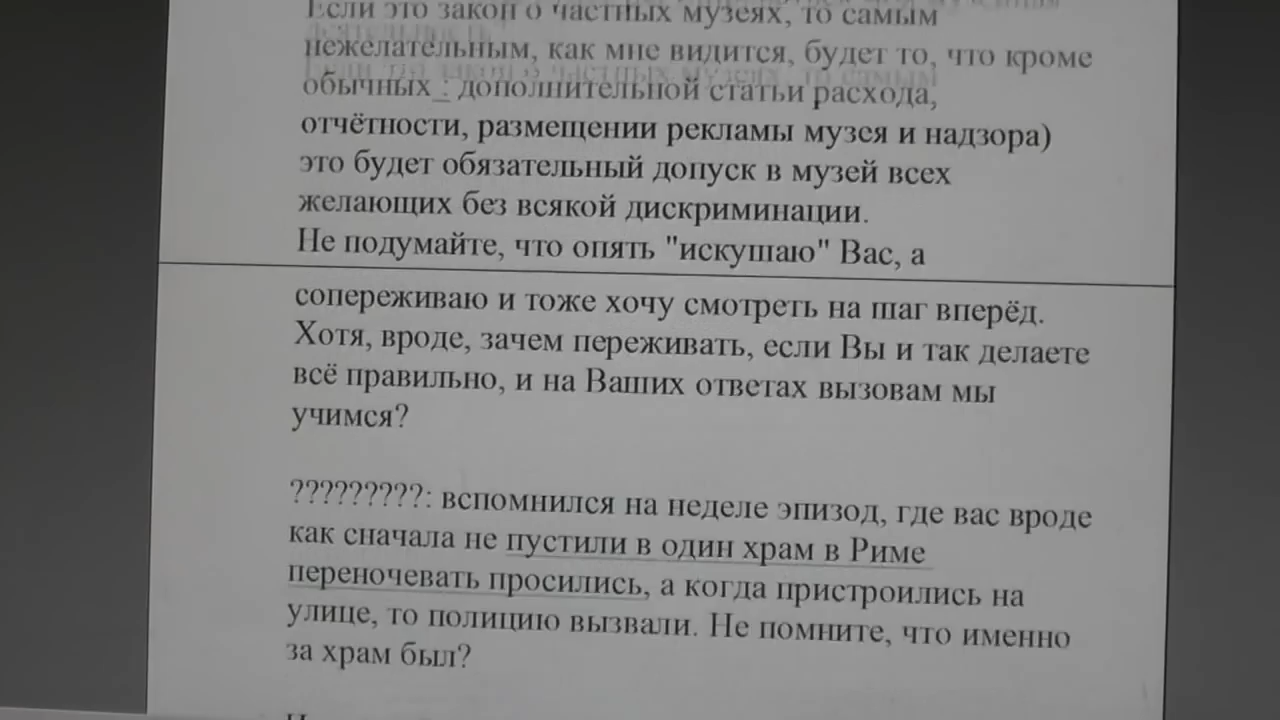 Если это закон о частных музеях, то самым
нежелательным, как мне видится, будет то, что кроме
обычных : дополнительной статьи расхода,
отчётности, размещении рекламы музея и надзора)
это будет обязательный допуск в музей всех
желающих без всякой дискриминации.
Не подумайте, что опять "искушаю" Вас, а
сопереживаю и тоже хочу смотреть на шаг вперёд.
Хотя, вроде, зачем переживать, если Вы и так делаете
всё правильно, и на Ваших ответах вызовам мы
учимся?
?????????: вспомнился на неделе эпизод, где вас вроде
как сначала не пустили в один храм в Риме
переночевать просились, а когда пристроились на
улице, то полицию вызвали. Не помните, что именно
за храм был?